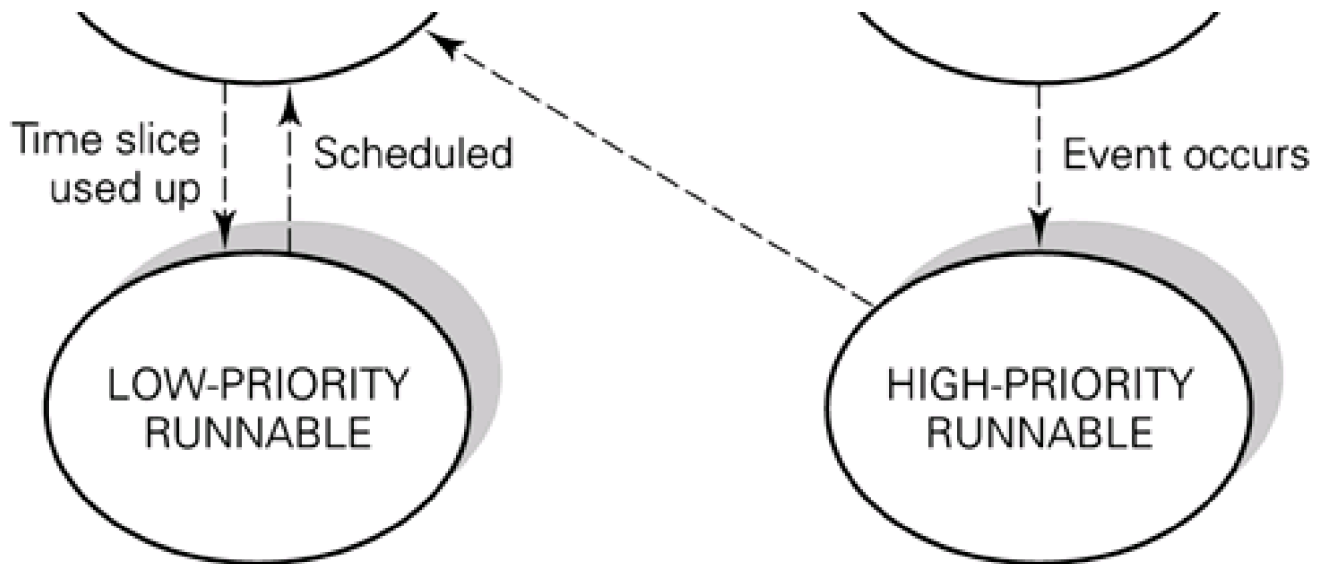 Time slice
used up
Scheduled
Event occurs
LOW-PRIORITY
RUNNABLE
HIGH-PRIORITY
RUNNABLE